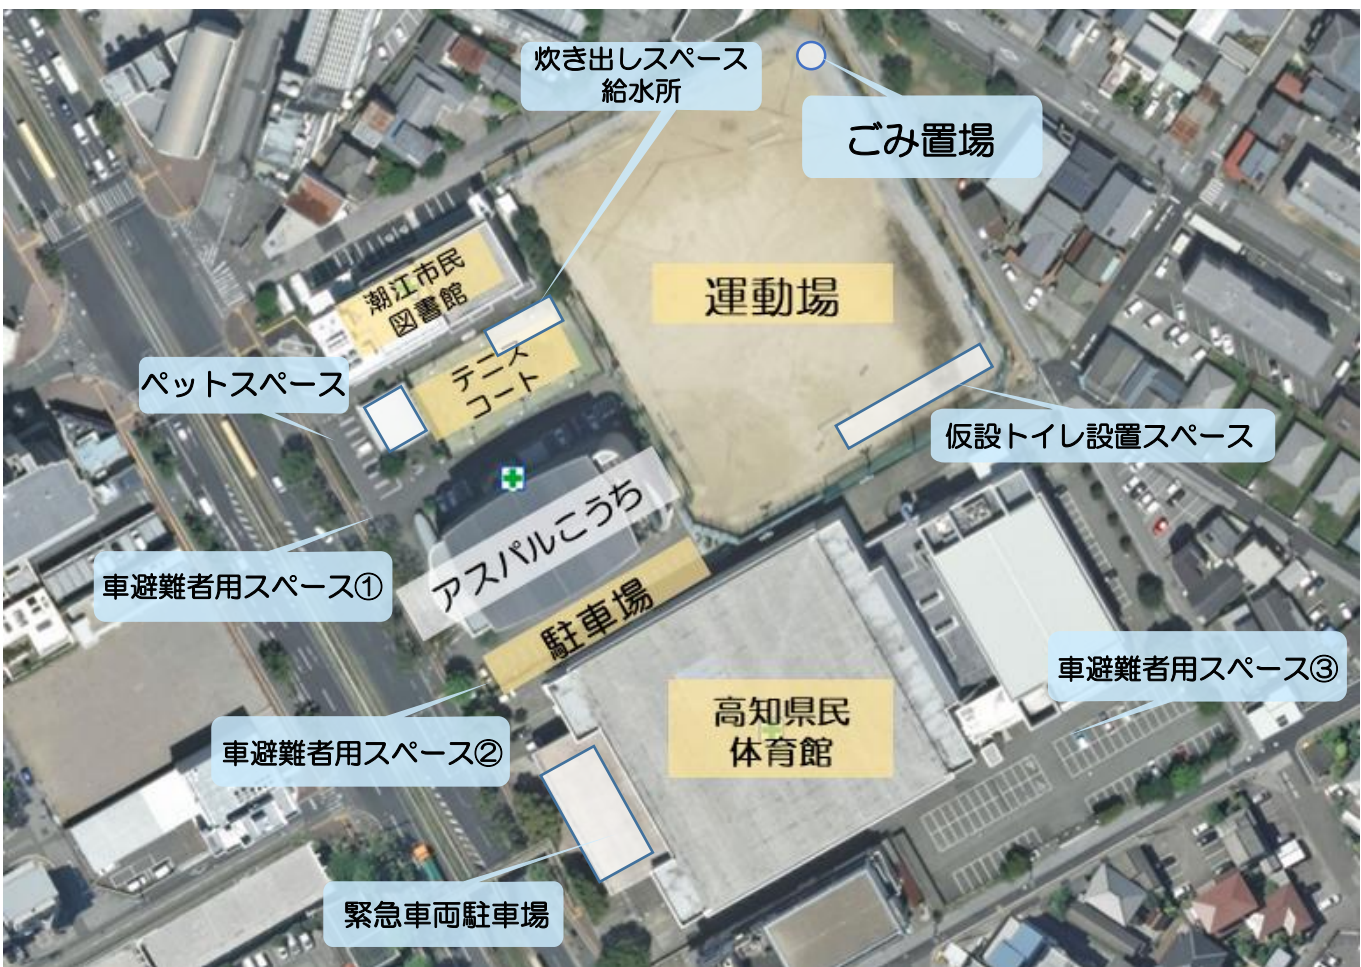 炊き出しスペース
給水所
ごみ置場
潮江市民
図書館
運動場
テニス
コート
ペットスペース
仮設トイレ設置スペース
アスパルこうち
車避難者用スペース①
駐車場
車避難者用スペース③
高知県民
体育館
車避難者用スペース②
緊急車両駐車場